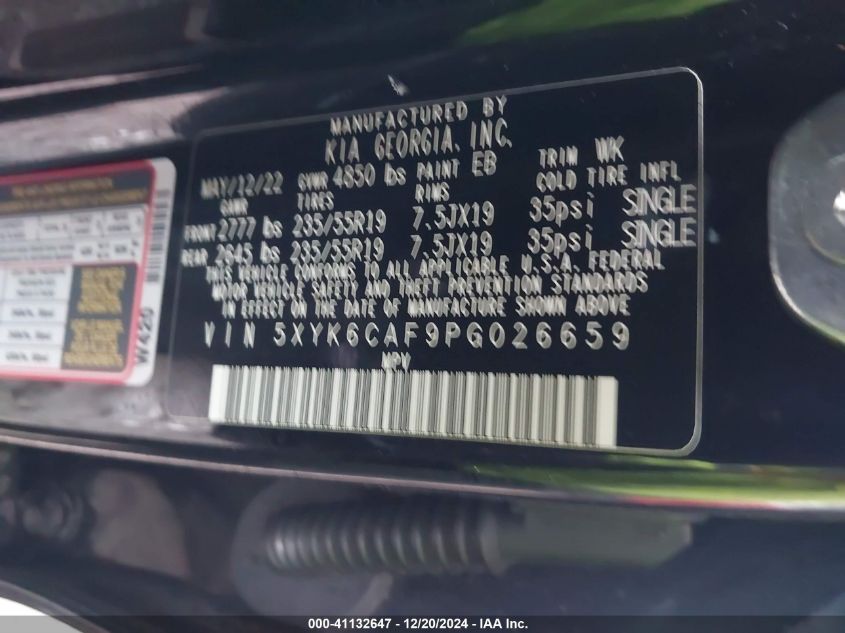 MANUFACTURED BY
KIA GEORGIA, INC.
MAY/12/22 GVWR 4850 lbs PAINT EB TRIM WK
GAWR TIRES RIMS COLD TIRE INFL
FRONT 2777 lbs 235/55R19 7.5JX19 35psi SINGLE
REAR 2645 lbs 235/55R19 7.5JX19 35psi SINGLE
THIS VEHICLE CONFORMS TO ALL APPLICABLE U.S.A. FEDERAL
MOTOR VEHICLE SAFETY AND THEFT PREVENTION STANDARDS
IN EFFECT ON THE DATE OF MANUFACTURE SHOWN ABOVE
VIN 5XYK6CAF9PG026659
MPV
W420
000-41132647 - 12/20/2024 - IAA Inc.